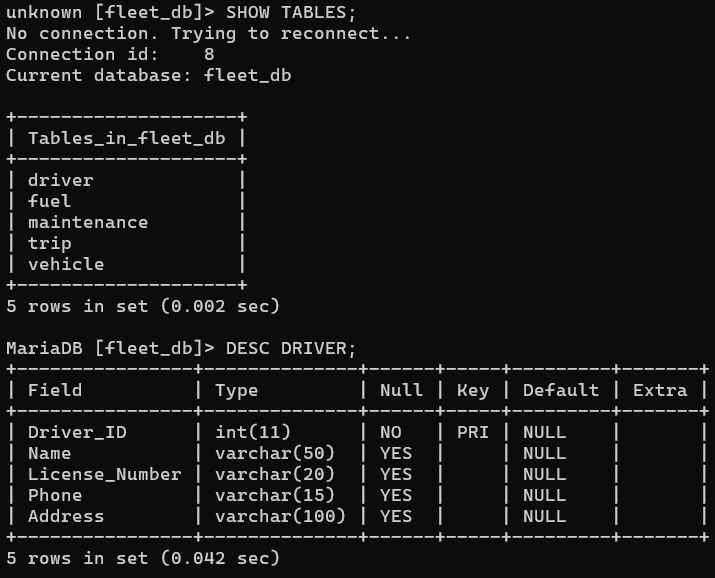 unknown [fleet_db]> SHOW TABLES;
No connection. Trying to reconnect...
Connection id:    8
Current database: fleet_db

+--------------------+
| Tables_in_fleet_db |
+--------------------+
| driver             |
| fuel               |
| maintenance        |
| trip               |
| vehicle            |
+--------------------+
5 rows in set (0.002 sec)

MariaDB [fleet_db]> DESC DRIVER;
+----------------+--------------+------+-----+---------+-------+
| Field          | Type         | Null | Key | Default | Extra |
+----------------+--------------+------+-----+---------+-------+
| Driver_ID      | int(11)      | NO   | PRI | NULL    |       |
| Name           | varchar(50)  | YES  |     | NULL    |       |
| License_Number | varchar(20)  | YES  |     | NULL    |       |
| Phone          | varchar(15)  | YES  |     | NULL    |       |
| Address        | varchar(100) | YES  |     | NULL    |       |
+----------------+--------------+------+-----+---------+-------+
5 rows in set (0.042 sec)